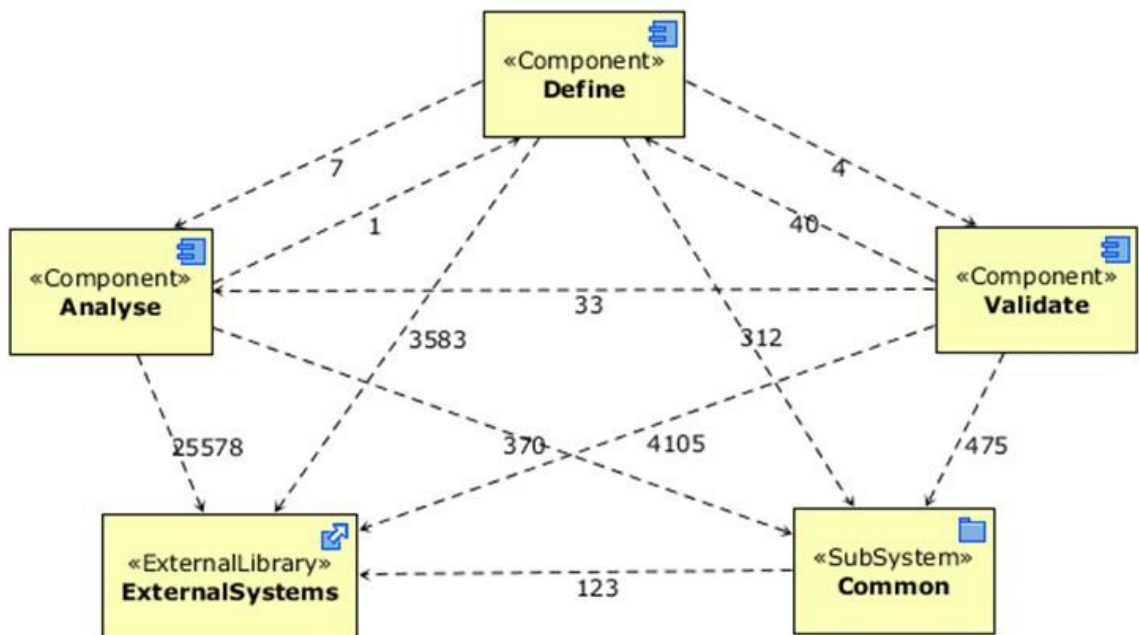 «Component»
Define
7
4
1
40
«Component»
Analyse
«Component»
Validate
33
3583
312
25578
370
4105
475
«ExternalLibrary»
ExternalSystems
«SubSystem»
Common
123